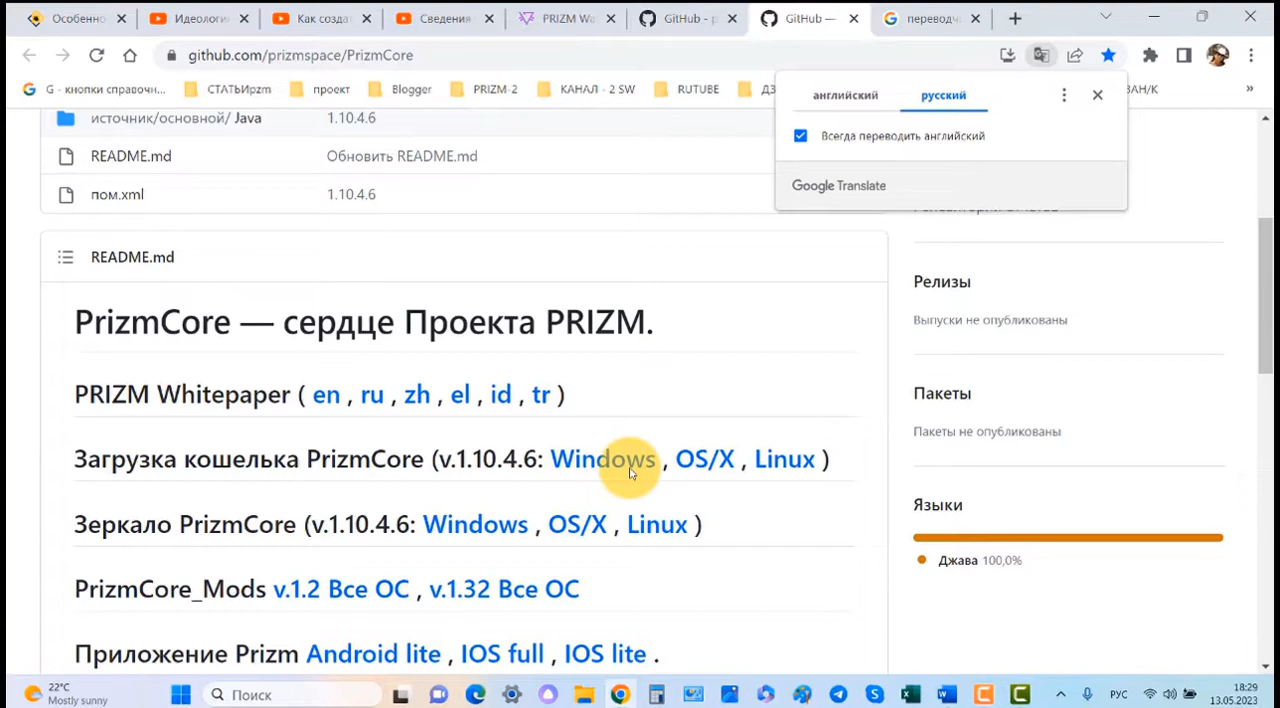 Особенно
Идеологи
Как созда
Сведения
PRIZM Wa
GitHub - p
GitHub —
переводч
github.com/prizmspace/PrizmCore
G - кнопки справочн...
СТАТЬИpzm
проект
Blogger
PRIZM-2
КАНАЛ - 2 SW
RUTUBE
ДЗ
ЗАН/К
»
английский
русский
Всегда переводить английский
Google Translate
источник/основной/ Java
1.10.4.6
README.md
Обновить README.md
пом.xml
1.10.4.6
README.md
PrizmCore — сердце Проекта PRIZM.
PRIZM Whitepaper ( en , ru , zh , el , id , tr )
Загрузка кошелька PrizmCore (v.1.10.4.6: Windows , OS/X , Linux )
Зеркало PrizmCore (v.1.10.4.6: Windows , OS/X , Linux )
PrizmCore_Mods v.1.2 Все ОС , v.1.32 Все ОС
Приложение Prizm Android lite , IOS full , IOS lite .
Релизы
Выпуски не опубликованы
Пакеты
Пакеты не опубликованы
Языки
Джава 100,0%
22°C
Mostly sunny
Поиск
РУС
18:29
13.05.2023